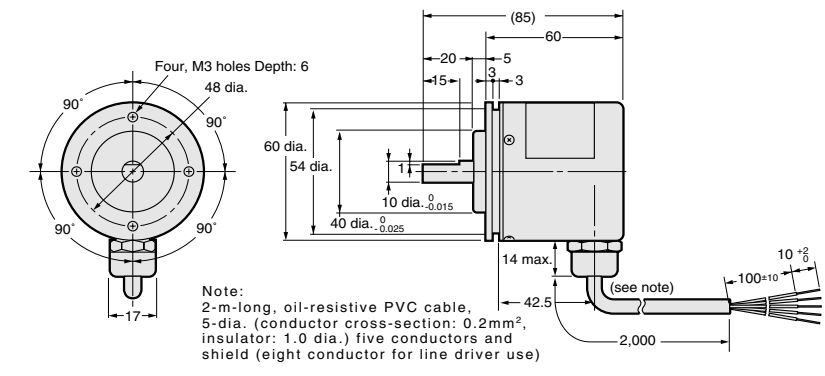 (85)
60
20
5
Four, M3 holes Depth: 6
3
15
3
48 dia.
90°
90°
60 dia.
54 dia.
1
10 dia. 0 -0.015
40 dia. 0 -0.025
90°
90°
14 max.
10 +2 0
100±10
(see note)
42.5
17
2,000
Note:
2-m-long, oil-resistive PVC cable,
5-dia. (conductor cross-section: 0.2mm²,
insulator: 1.0 dia.) five conductors and
shield (eight conductor for line driver use)